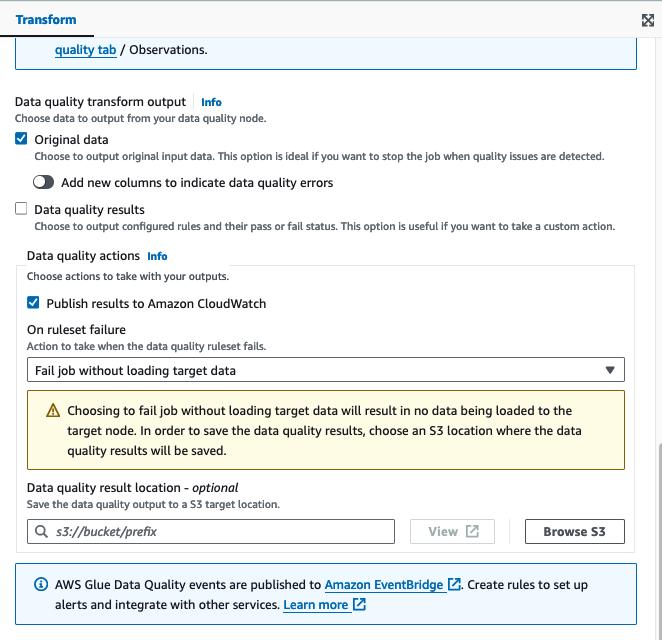 Transform
quality tab / Observations.
Data quality transform output Info
Choose data to output from your data quality node.
Original data
Choose to output original input data. This option is ideal if you want to stop the job when quality issues are detected.
Add new columns to indicate data quality errors
Data quality results
Choose to output configured rules and their pass or fail status. This option is useful if you want to take a custom action.
Data quality actions Info
Choose actions to take with your outputs.
Publish results to Amazon CloudWatch
On ruleset failure
Action to take when the data quality ruleset fails.
Fail job without loading target data
Choosing to fail job without loading target data will result in no data being loaded to the
target node. In order to save the data quality results, choose an S3 location where the data
quality results will be saved.
Data quality result location - optional
Save the data quality output to a S3 target location.
s3://bucket/prefix View Browse S3
AWS Glue Data Quality events are published to Amazon EventBridge. Create rules to set up
alerts and integrate with other services. Learn more